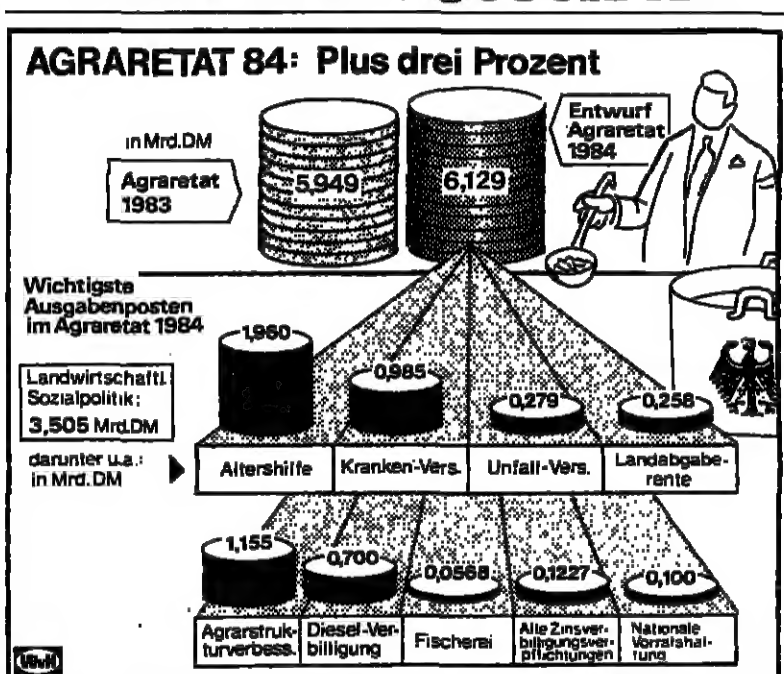 AGRARETAT 84: Plus drei Prozent
in Mrd.DM
Agraretat
1983
5,949
6,129
Entwurf
Agraretat
1984
Wichtigste
Ausgabenposten
im Agraretat 1984
Landwirtschaftl.
Sozialpolitik:
3,505 Mrd.DM
darunter u.a.:
in Mrd. DM
1,960
0,985
0,279
0,258
Altershilfe
Kranken-Vers.
Unfall-Vers.
Landabgabe-
rente
1,155
0,700
0,0568
0,1227
0,100
Agrarstruk-
turverbess.
Diesel-Ver-
billigung
Fischerei
Alte Zinsver-
billigungsver-
pflichtungen
Nationale
Vorratshal-
tung